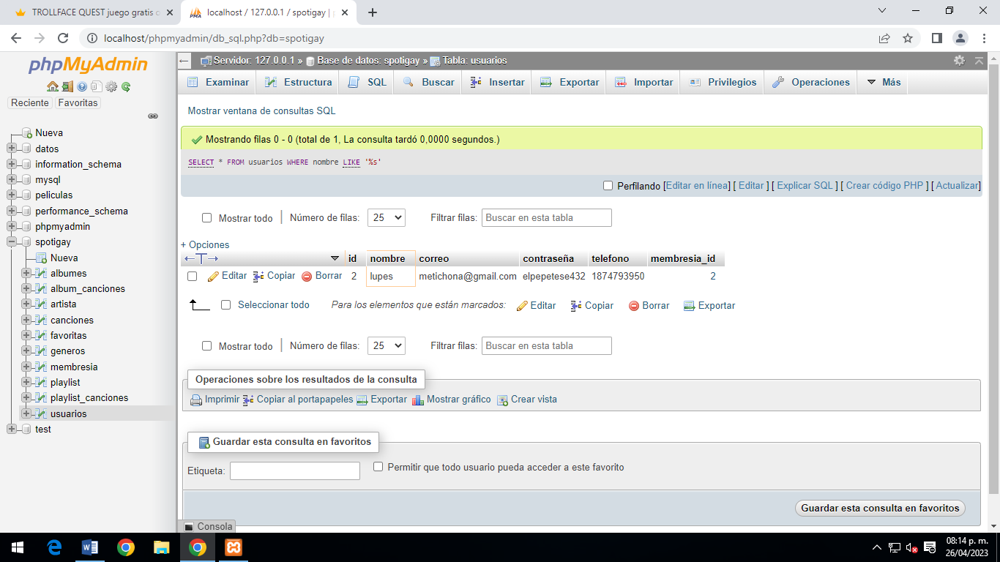 TROLLFACE QUEST juego gratis o
localhost / 127.0.0.1 / spotigay | p
localhost/phpmyadmin/db_sql.php?db=spotigay
phpMyAdmin
Reciente Favoritas
Nueva
datos
information_schema
mysql
peliculas
performance_schema
phpmyadmin
spotigay
Nueva
albumes
album_canciones
artista
canciones
favoritas
generos
membresia
playlist
playlist_canciones
usuarios
test
Servidor: 127.0.0.1 » Base de datos: spotigay » Tabla: usuarios
Examinar Estructura SQL Buscar Insertar Exportar Importar Privilegios Operaciones Más
Mostrar ventana de consultas SQL
Mostrando filas 0 - 0 (total de 1, La consulta tardó 0,0000 segundos.)
SELECT * FROM usuarios WHERE nombre LIKE '%s'
Perfilando [Editar en línea] [ Editar ] [ Explicar SQL ] [ Crear código PHP ] [ Actualizar]
Mostrar todo | Número de filas: 25 Filtrar filas: Buscar en esta tabla
+ Opciones
←T→ id nombre correo contraseña telefono membresia_id
Editar Copiar Borrar 2 lupes metichona@gmail.com elpepetese432 1874793950 2
Seleccionar todo Para los elementos que están marcados: Editar Copiar Borrar Exportar
Mostrar todo | Número de filas: 25 Filtrar filas: Buscar en esta tabla
Operaciones sobre los resultados de la consulta
Imprimir Copiar al portapapeles Exportar Mostrar gráfico Crear vista
Guardar esta consulta en favoritos
Etiqueta: Permitir que todo usuario pueda acceder a este favorito
Guardar esta consulta en favoritos
Consola
08:14 p. m.
26/04/2023